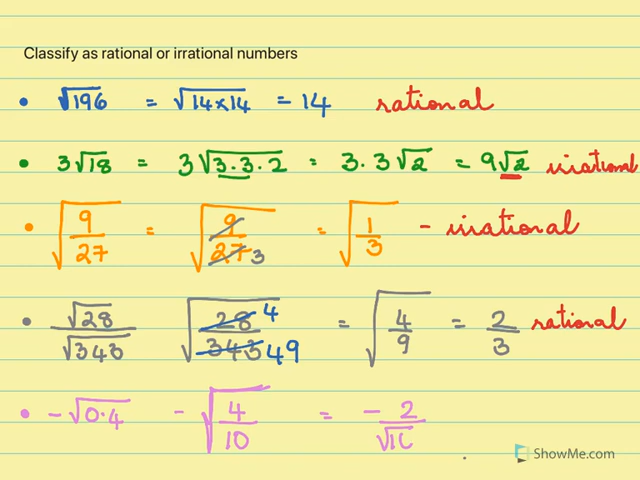 Classify as rational or irrational numbers
• √196 = √14×14 = 14 rational
• 3√18 = 3√3·3·2 = 3·3√2 = 9√2 irrational
• √9/27 = √9/27 3 = √1/3 - irrational
• √28/√343 √28/343 4 49 = √4/9 = 2/3 rational
• -√0·4 -√4/10 = -2/√10
ShowMe.com